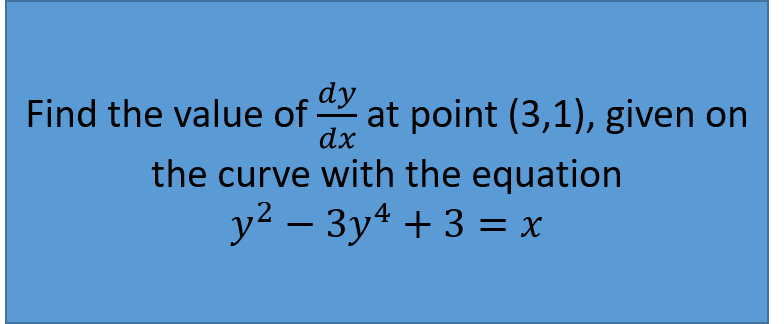 Find the value of dy/dx at point (3,1), given on
the curve with the equation
y² − 3y⁴ + 3 = x